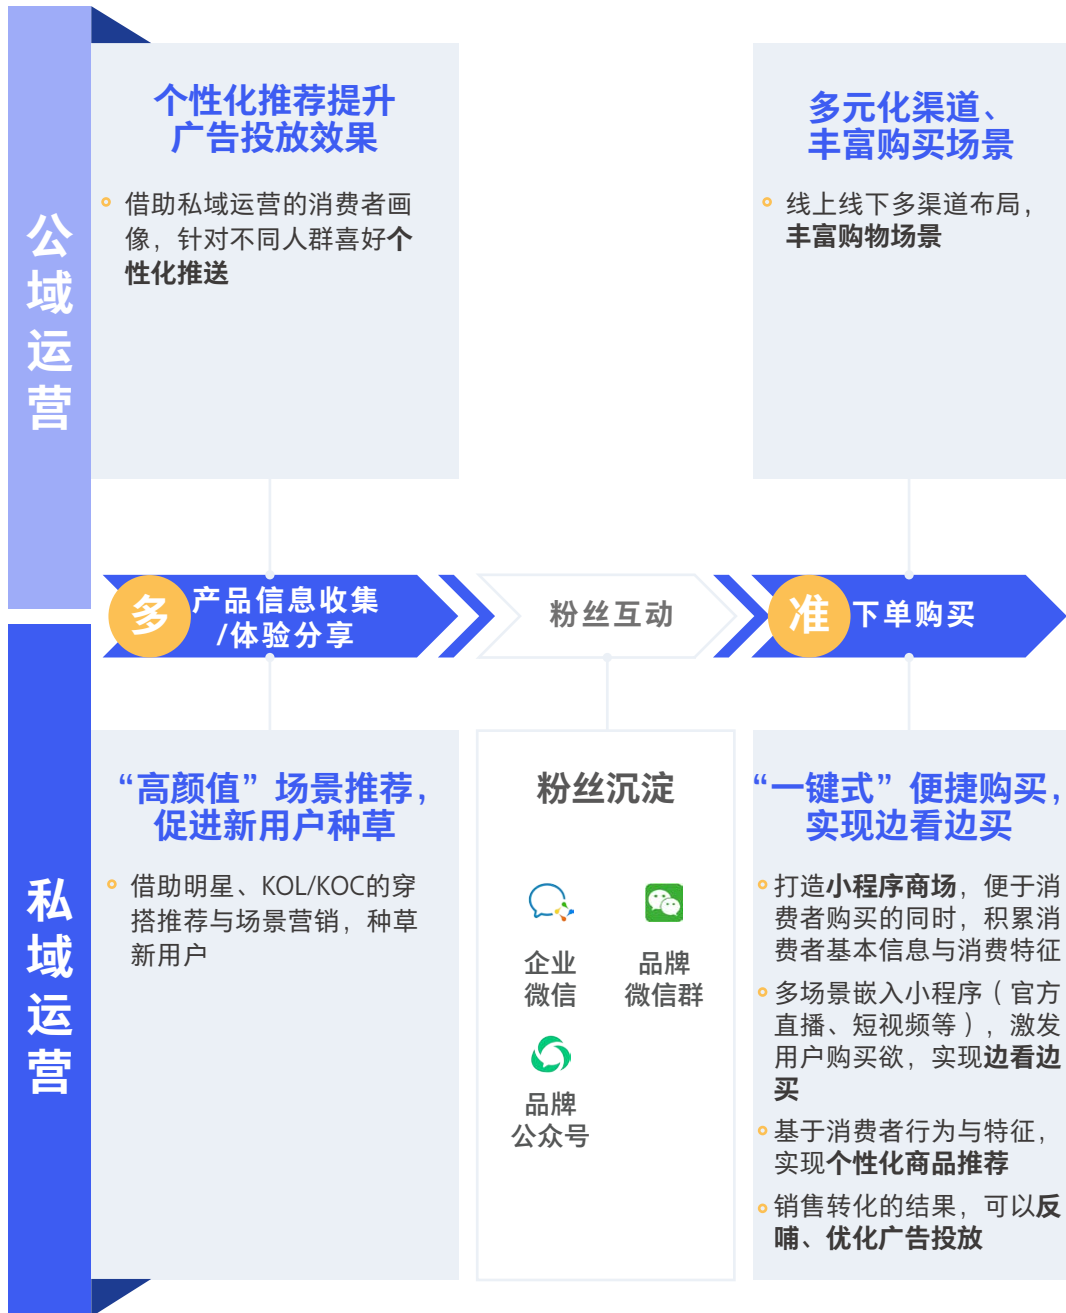 公域运营
个性化推荐提升
广告投放效果
借助私域运营的消费者画
像，针对不同人群喜好个
性化推送
多元化渠道、
丰富购买场景
线上线下多渠道布局，
丰富购物场景
多
产品信息收集
/体验分享
粉丝互动
准
下单购买
私域运营
“高颜值”场景推荐，
促进新用户种草
借助明星、KOL/KOC的穿
搭推荐与场景营销，种草
新用户
粉丝沉淀
企业
微信
品牌
微信群
品牌
公众号
“一键式”便捷购买，
实现边看边买
打造小程序商场，便于消
费者购买的同时，积累消
费者基本信息与消费特征
多场景嵌入小程序（官方
直播、短视频等），激发
用户购买欲，实现边看边
买
基于消费者行为与特征，
实现个性化商品推荐
销售转化的结果，可以反
哺、优化广告投放